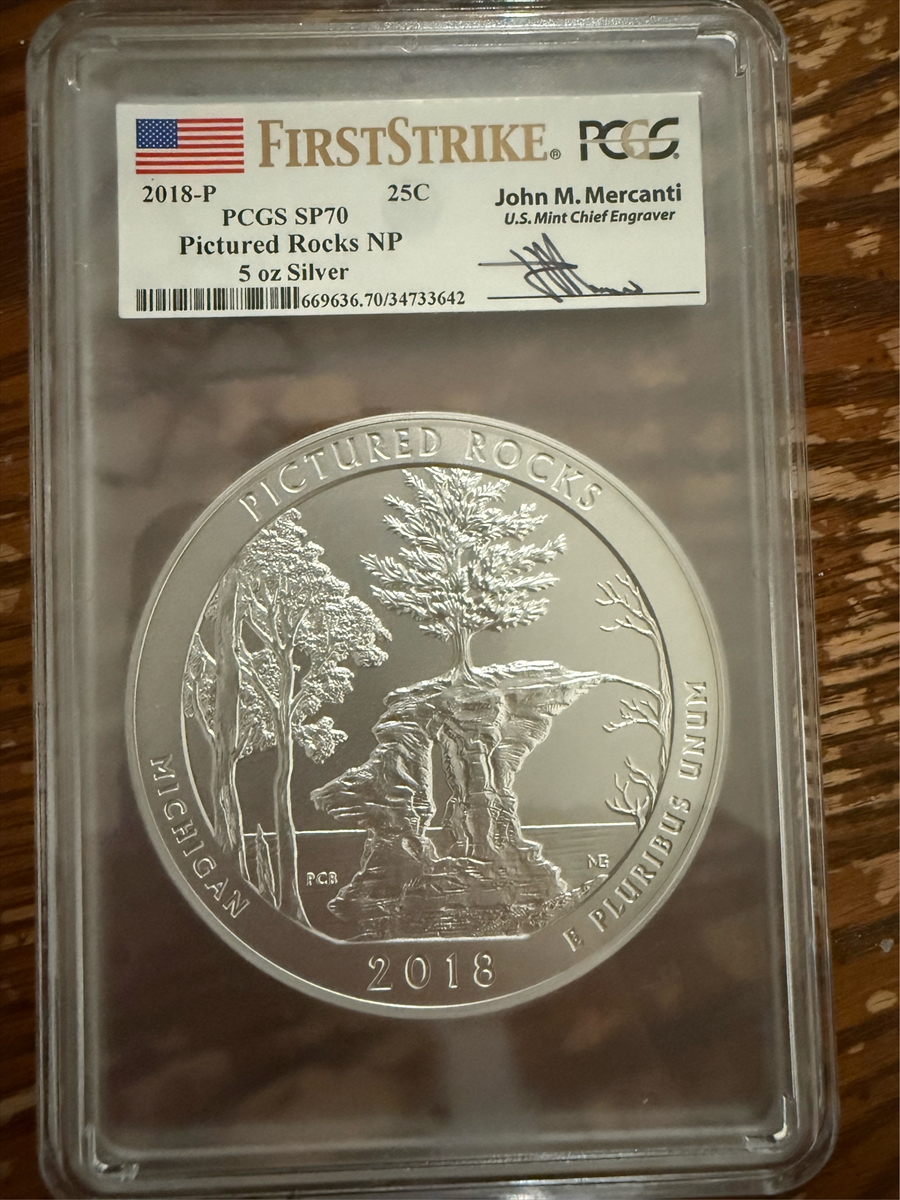 FIRSTSTRIKE® PCGS
2018-P 25C
PCGS SP70
Pictured Rocks NP
5 oz Silver
669636.70/34733642
John M. Mercanti
U.S. Mint Chief Engraver
PICTURED ROCKS
MICHIGAN
E PLURIBUS UNUM
PCB
NG
2018